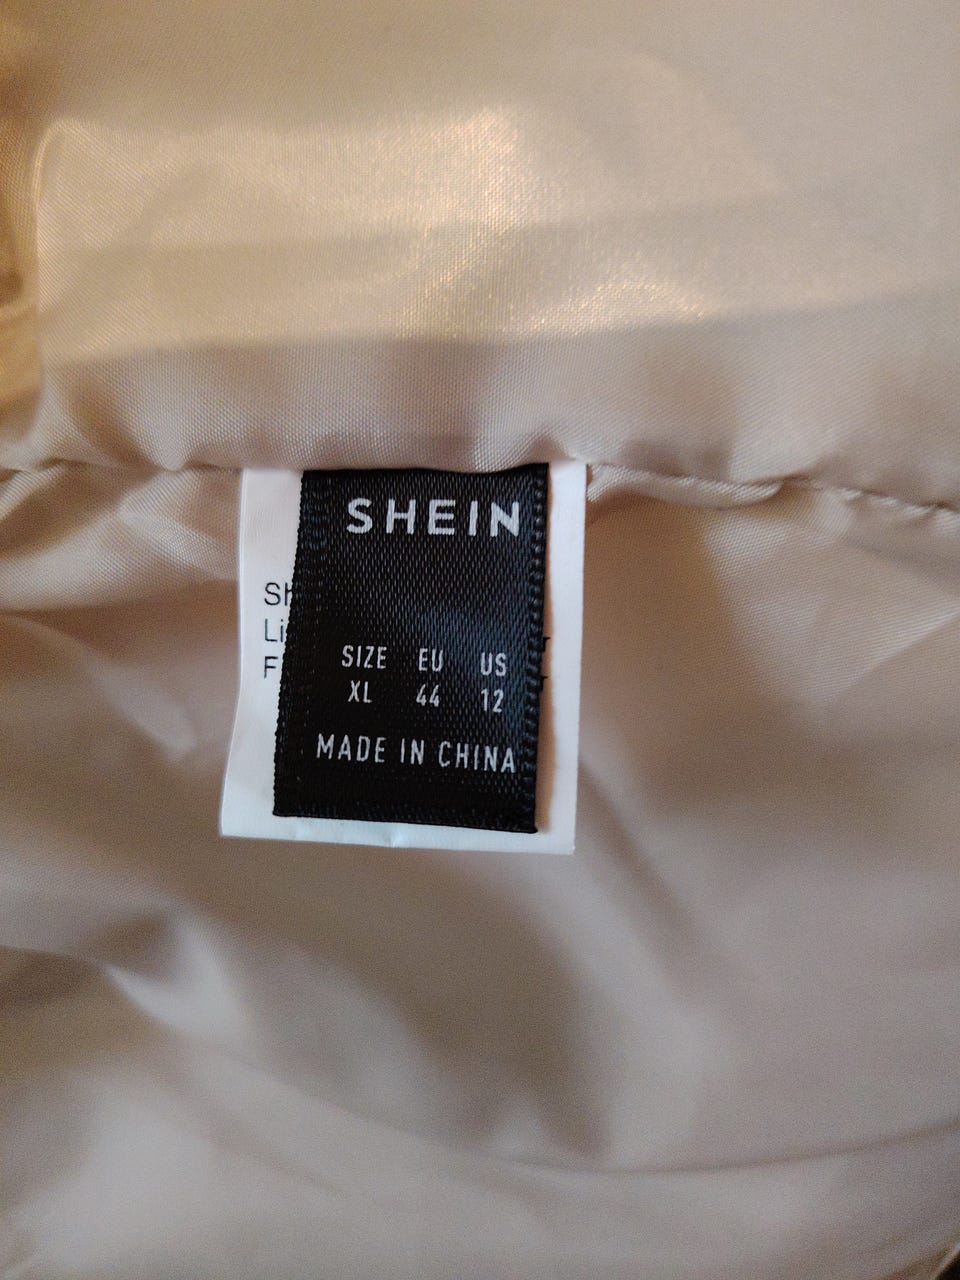 SHEIN
SIZE EU US
XL 44 12
MADE IN CHINA